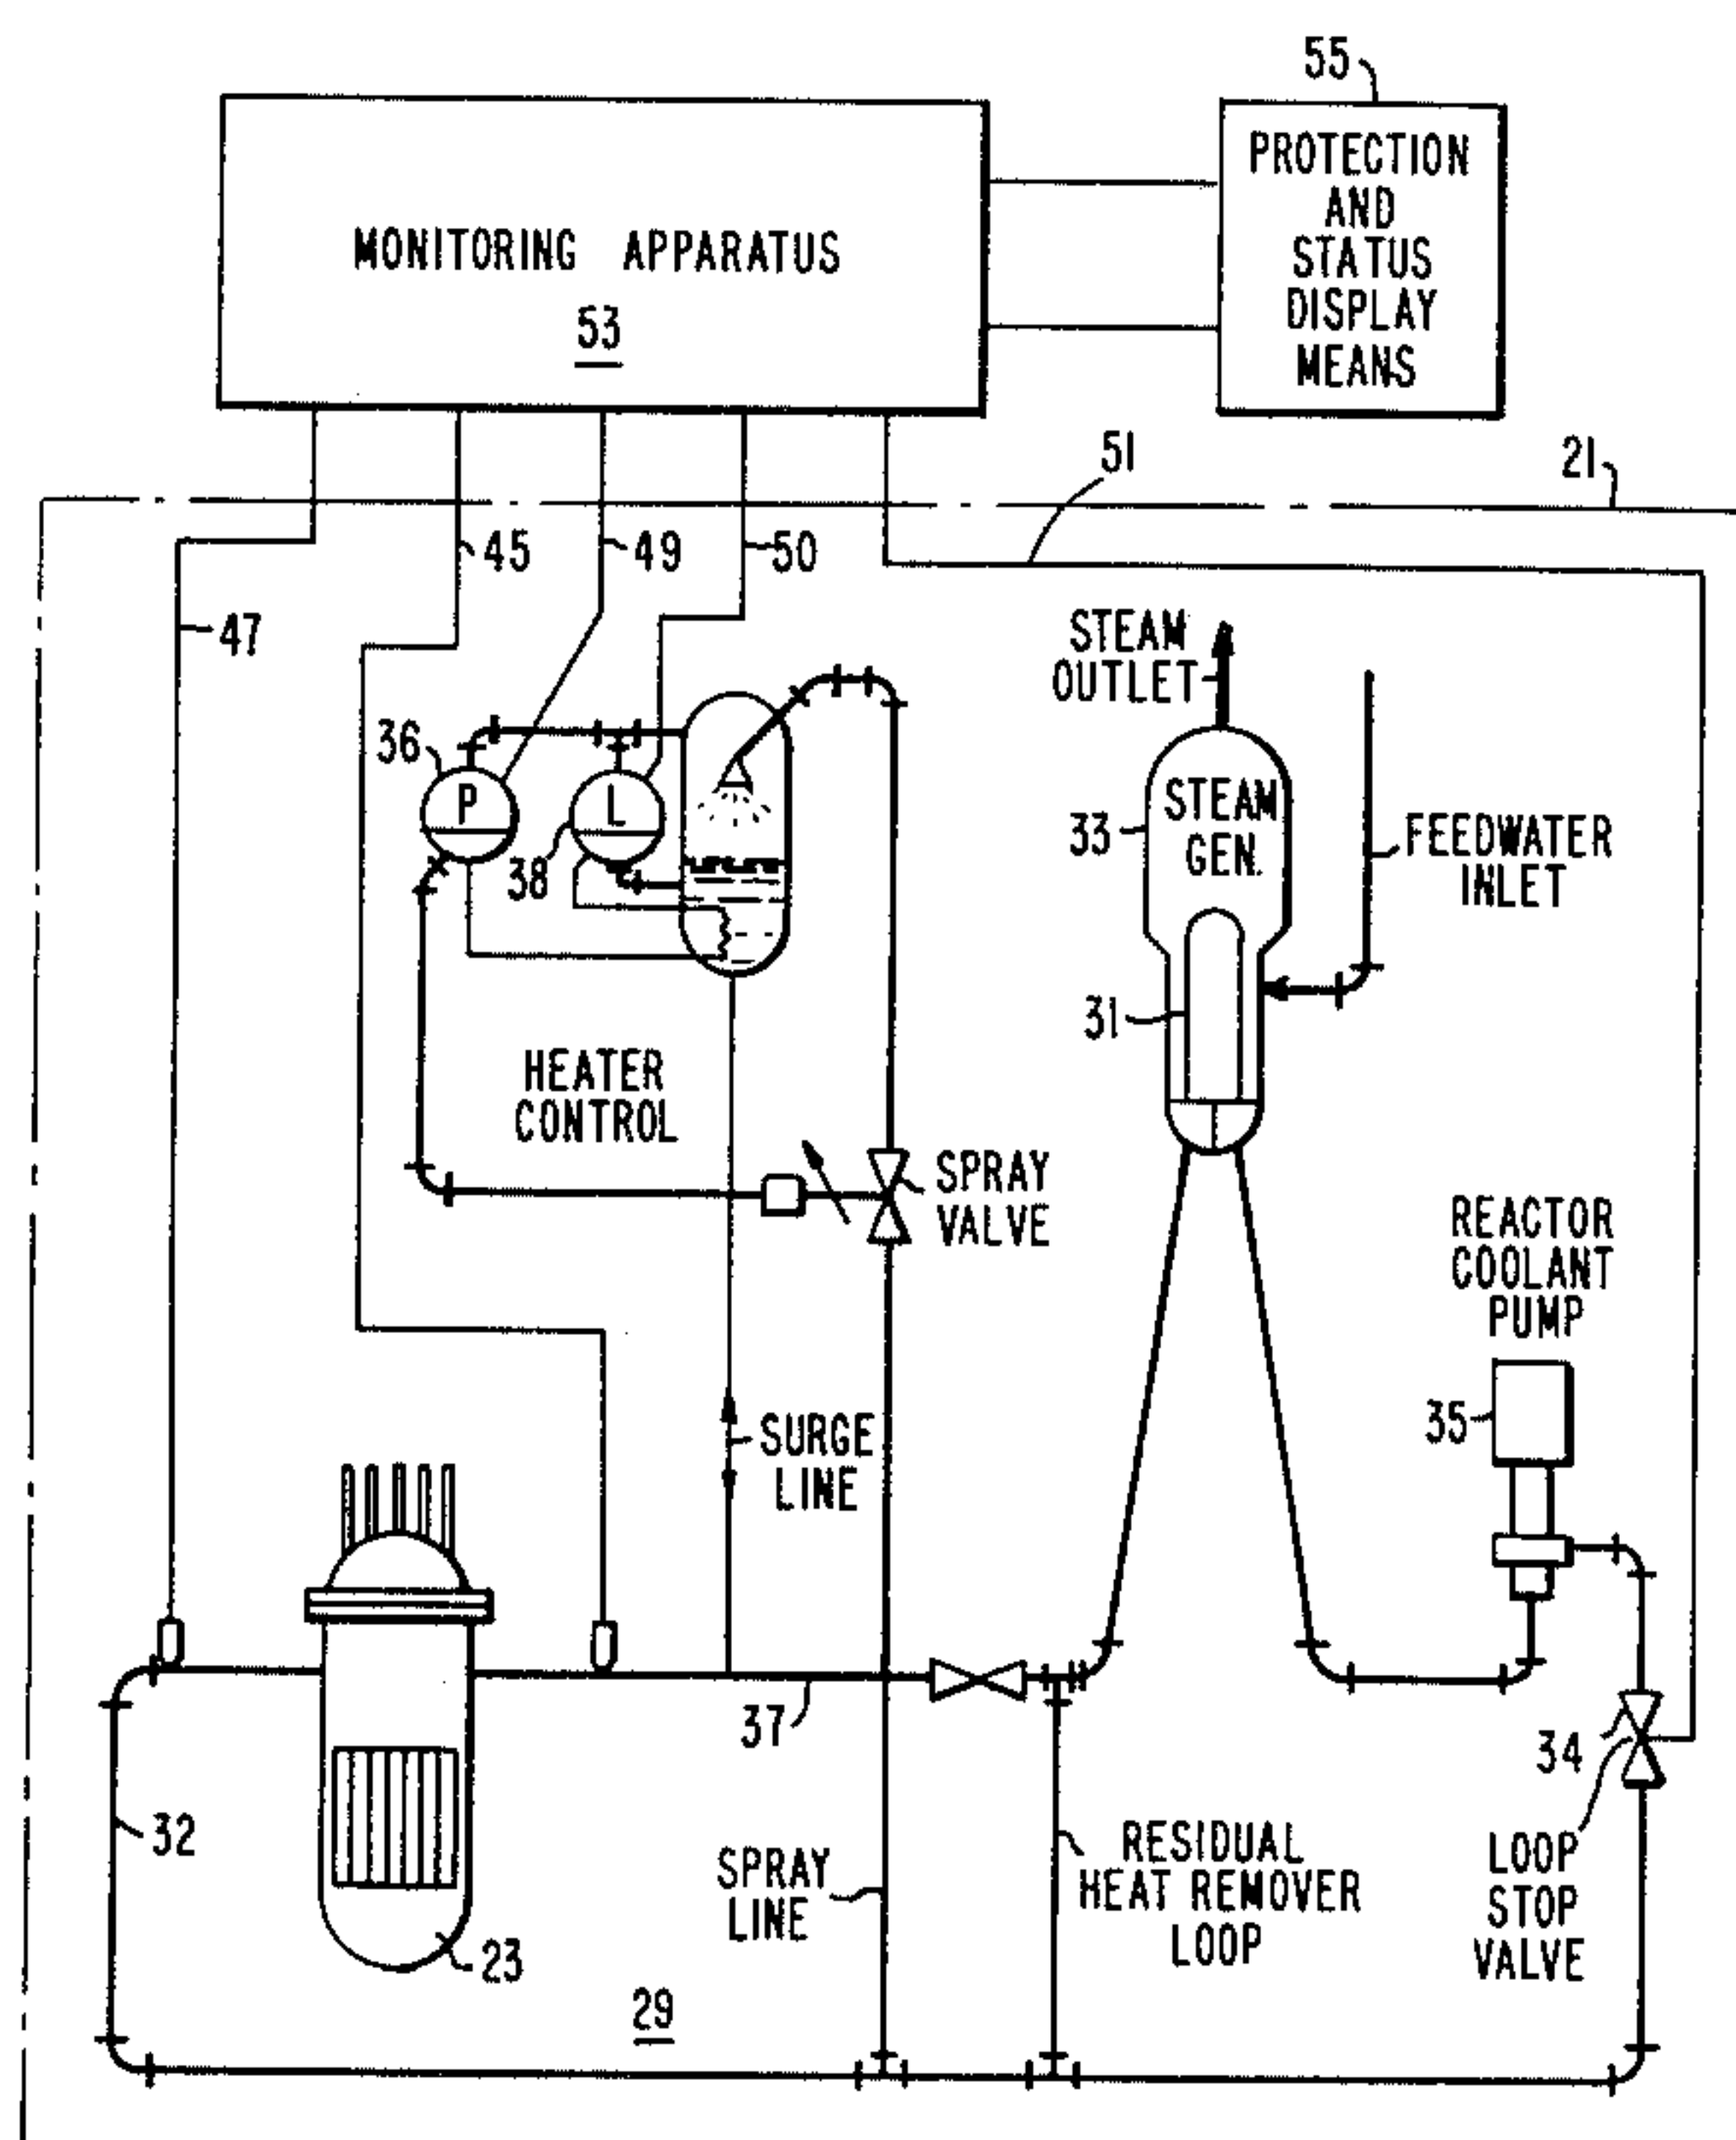 55
PROTECTION
AND
STATUS
DISPLAY
MEANS
MONITORING APPARATUS
53
51
21
45
49
50
47
STEAM
OUTLET
36
P
L
38
33
STEAM
GEN.
FEEDWATER
INLET
31
HEATER
CONTROL
SPRAY
VALVE
REACTOR
COOLANT
PUMP
35
SURGE
LINE
37
34
LOOP
STOP
VALVE
32
SPRAY
LINE
RESIDUAL
HEAT REMOVER
LOOP
23
29